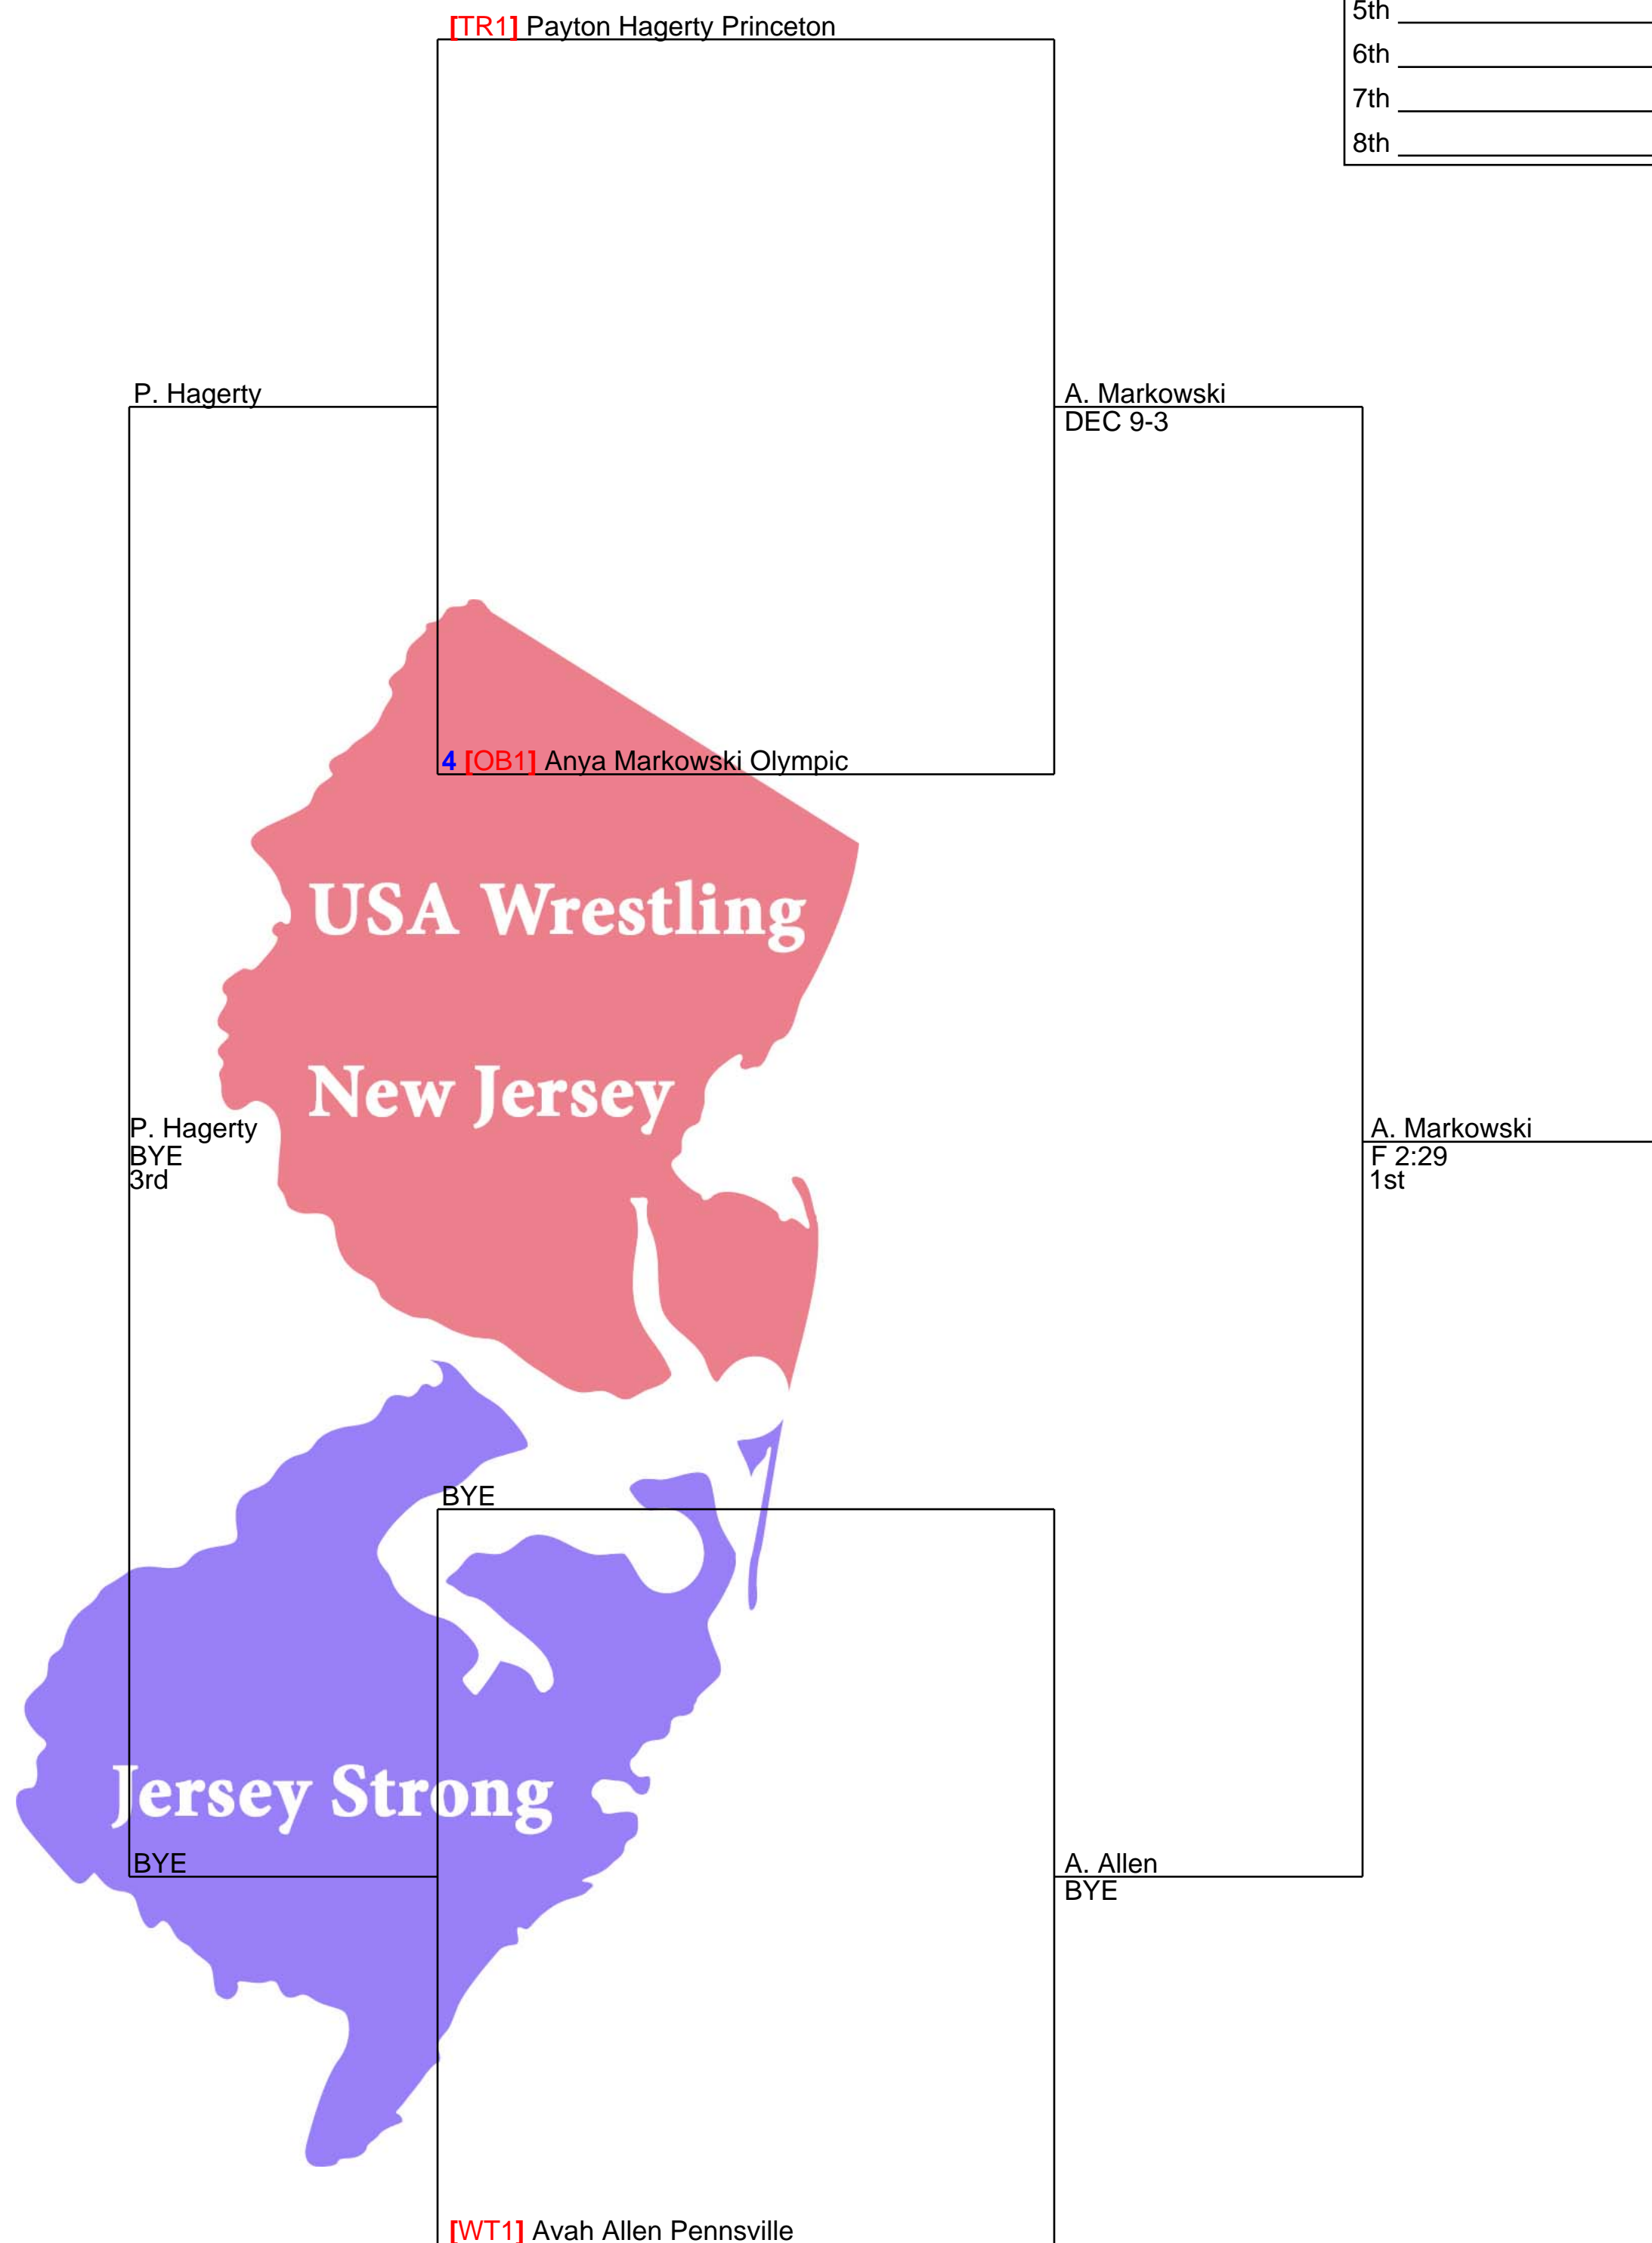 5th
[TR1] Payton Hagerty Princeton
6th
7th
8th
P. Hagerty
A. Markowski
DEC 9-3
4 [OB1] Anya Markowski Olympic
USA Wrestling
New Jersey
P. Hagerty
BYE
3rd
A. Markowski
F 2:29
1st
BYE
Jersey Strong
BYE
A. Allen
BYE
[WT1] Avah Allen Pennsville